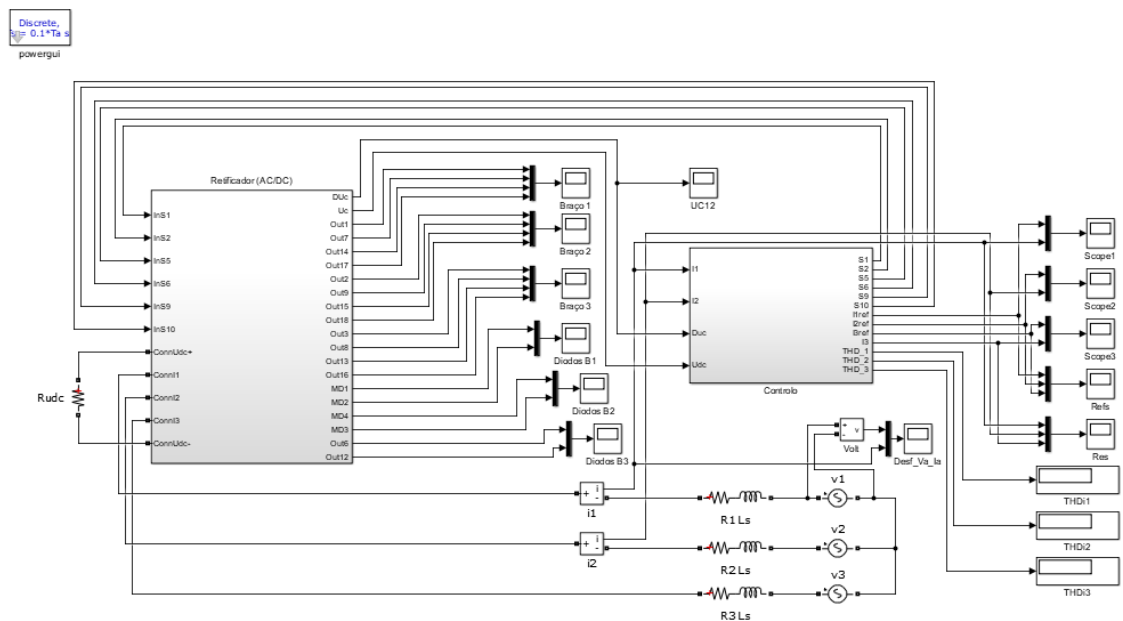 Discrete,
= 0.1*Ta s
powergui
Retificador (AC/DC)
InS1
InS2
InS5
InS6
InS9
InS10
ConnUdc+
ConnI1
ConnI2
ConnI3
ConnUdc-
DUc
Uc
Out1
Out7
Out14
Out17
Out2
Out9
Out15
Out18
Out3
Out8
Out13
Out16
MD1
MD2
MD4
MD3
Out6
Out12
Rudc
Braço 1
Braço 2
Braço 3
Diodos B1
Diodos B2
Diodos B3
UC12
I1
I2
Duc
Udc
S1
S2
S5
S6
S9
S10
I1ref
I2ref
I3ref
I3
THD_1
THD_2
THD_3
Controlo
Scope1
Scope2
Scope3
Refs
Res
+
-
v
Volt
Desf_Va_Ia
+
i
-
i1
+
i
-
i2
R1 Ls
R2 Ls
R3 Ls
v1
v2
v3
THDi1
THDi2
THDi3